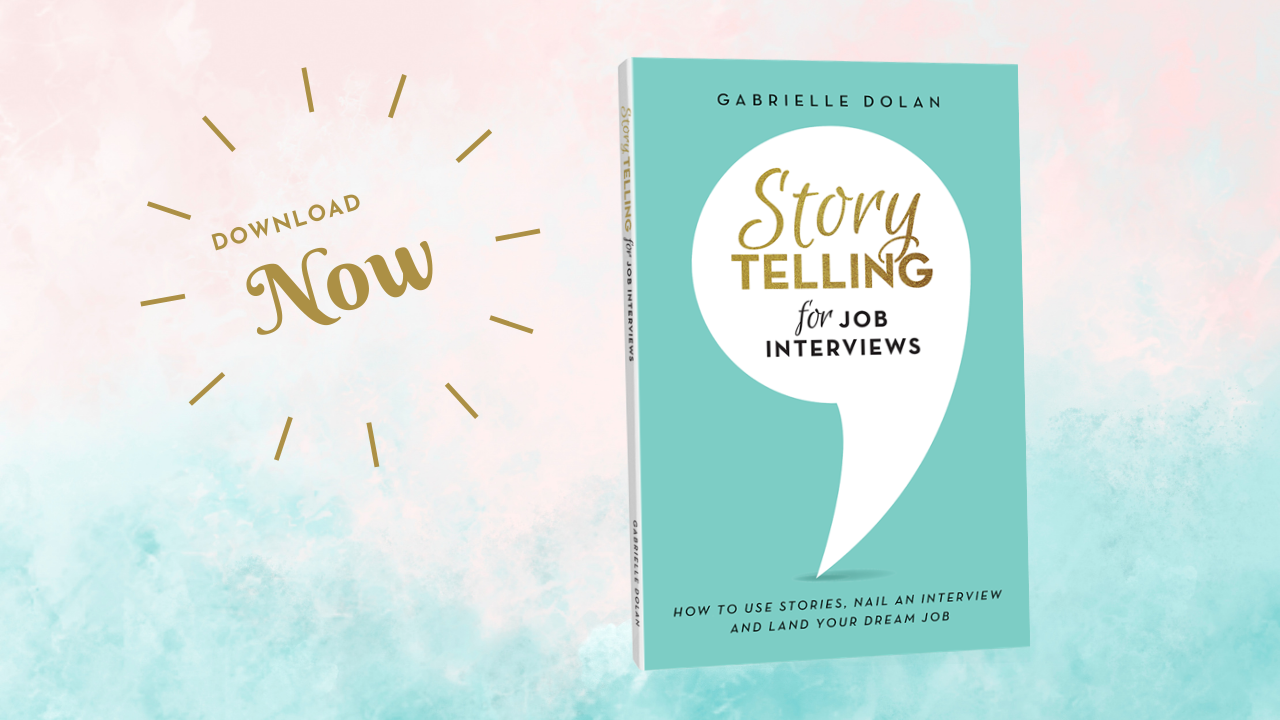 DOWNLOAD
Now
GABRIELLE DOLAN
Story
TELLING
for JOB
INTERVIEWS
HOW TO USE STORIES, NAIL AN INTERVIEW
AND LAND YOUR DREAM JOB
Story TELLING for JOB INTERVIEWS
GABRIELLE DOLAN